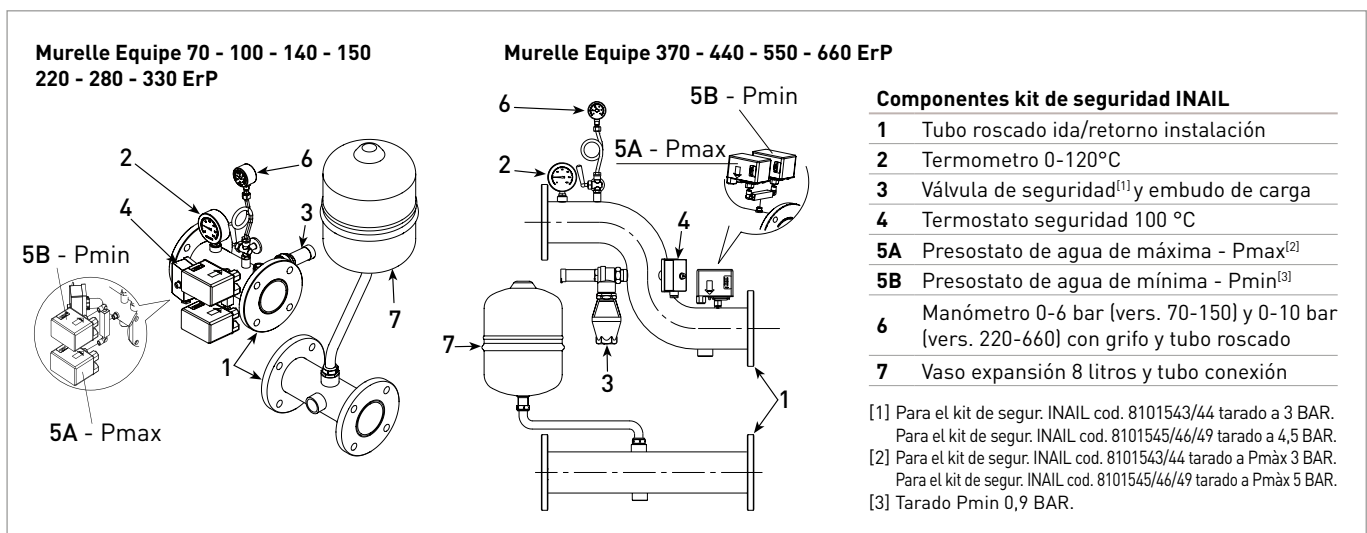 Murelle Equipe 70 - 100 - 140 - 150
220 - 280 - 330 ErP
2
6
4
3
5B - Pmin
7
1
5A - Pmax
Murelle Equipe 370 - 440 - 550 - 660 ErP
6
5B - Pmin
5A - Pmax
2
4
7
3
1
Componentes kit de seguridad INAIL
1 Tubo roscado ida/retorno instalación
2 Termometro 0-120°C
3 Válvula de seguridad[1] y embudo de carga
4 Termostato seguridad 100 °C
5A Presostato de agua de máxima - Pmax[2]
5B Presostato de agua de mínima - Pmin[3]
6 Manómetro 0-6 bar (vers. 70-150) y 0-10 bar
(vers. 220-660) con grifo y tubo roscado
7 Vaso expansión 8 litros y tubo conexión
[1] Para el kit de segur. INAIL cod. 8101543/44 tarado a 3 BAR.
Para el kit de segur. INAIL cod. 8101545/46/49 tarado a 4,5 BAR.
[2] Para el kit de segur. INAIL cod. 8101543/44 tarado a Pmàx 3 BAR.
Para el kit de segur. INAIL cod. 8101545/46/49 tarado a Pmàx 5 BAR.
[3] Tarado Pmin 0,9 BAR.